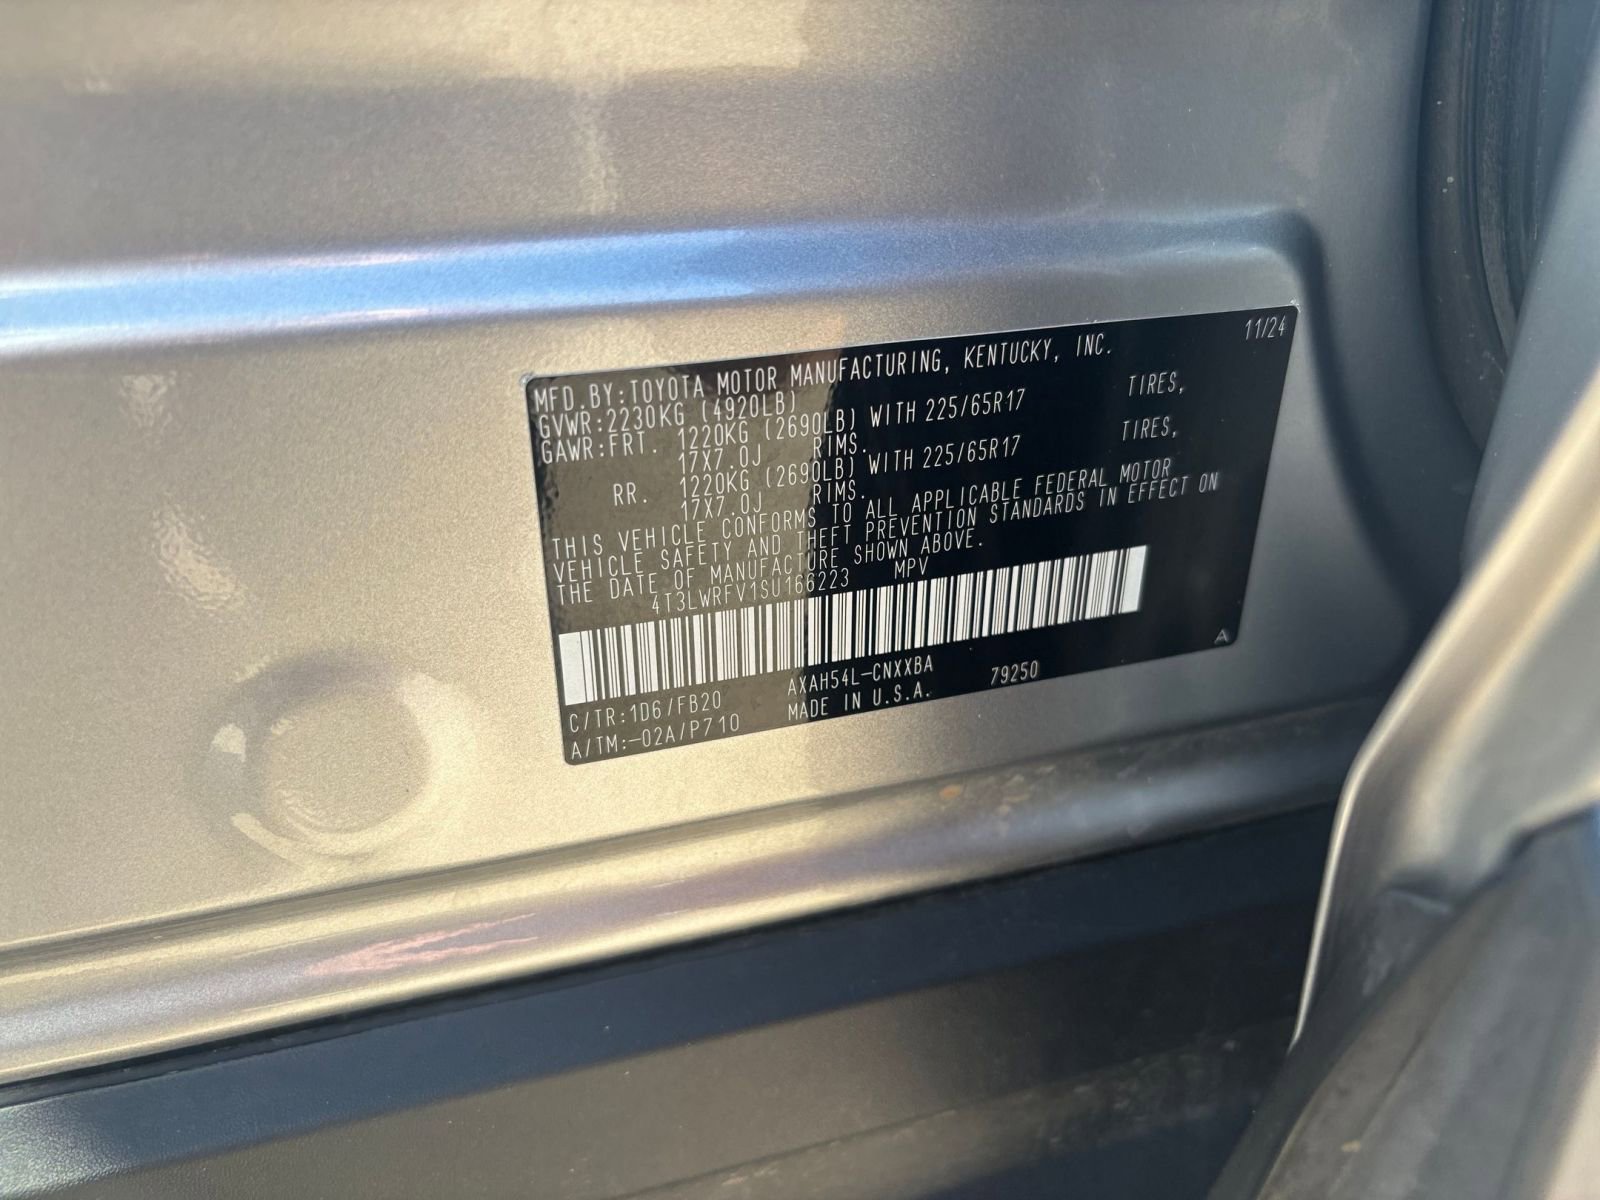 11/24
MFD.BY:TOYOTA MOTOR MANUFACTURING, KENTUCKY, INC.
GVWR:2230KG (4920LB)
GAWR:FRT. 1220KG (2690LB) WITH 225/65R17 TIRES,
17X7.0J RIMS.
RR. 1220KG (2690LB) WITH 225/65R17 TIRES,
17X7.0J RIMS.
THIS VEHICLE CONFORMS TO ALL APPLICABLE FEDERAL MOTOR
VEHICLE SAFETY AND THEFT PREVENTION STANDARDS IN EFFECT ON
THE DATE OF MANUFACTURE SHOWN ABOVE.
4T3LWRFV1SU166223 MPV
A
C/TR:1D6/FB20 AXAH54L-CNXXBA 79250
A/TM:-02A/P710 MADE IN U.S.A.